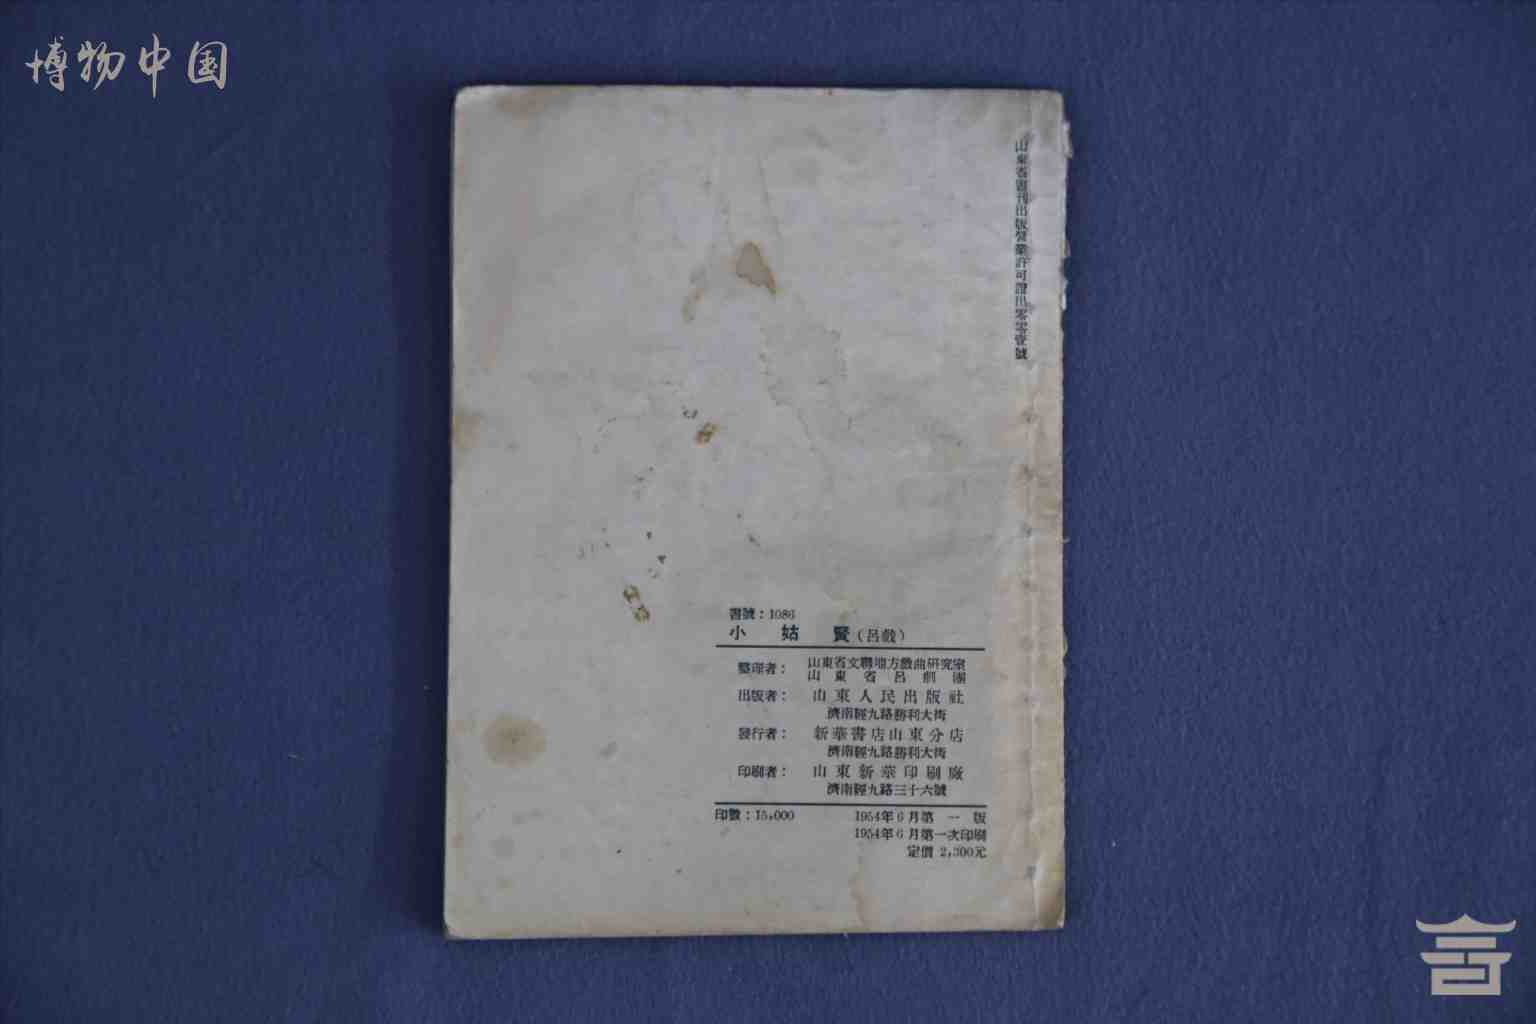 博物中国
山東省書刊出版營業許可證出零零壹號
書號：1086
小 姑 賢（呂戲）
整理者： 山東省文聯地方戲曲研究室
山東省呂劇團
出版者： 山東人民出版社
濟南經九路勝利大街
發行者： 新華書店山東分店
濟南經九路勝利大街
印刷者： 山東新華印刷廠
濟南經九路三十六號
印數：15,000 1954年6月第一版
1954年6月第一次印刷
定價 2,300元